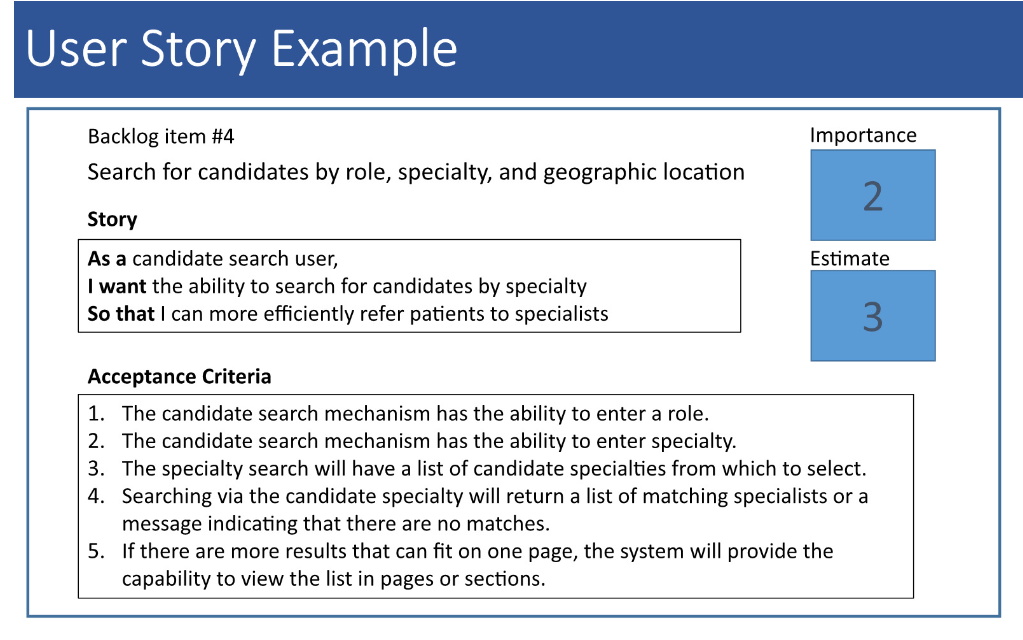 User Story Example
Backlog item #4
Search for candidates by role, specialty, and geographic location
Importance
2
Estimate
3
Story
As a candidate search user,
I want the ability to search for candidates by specialty
So that I can more efficiently refer patients to specialists
Acceptance Criteria
1. The candidate search mechanism has the ability to enter a role.
2. The candidate search mechanism has the ability to enter specialty.
3. The specialty search will have a list of candidate specialties from which to select.
4. Searching via the candidate specialty will return a list of matching specialists or a
message indicating that there are no matches.
5. If there are more results that can fit on one page, the system will provide the
capability to view the list in pages or sections.